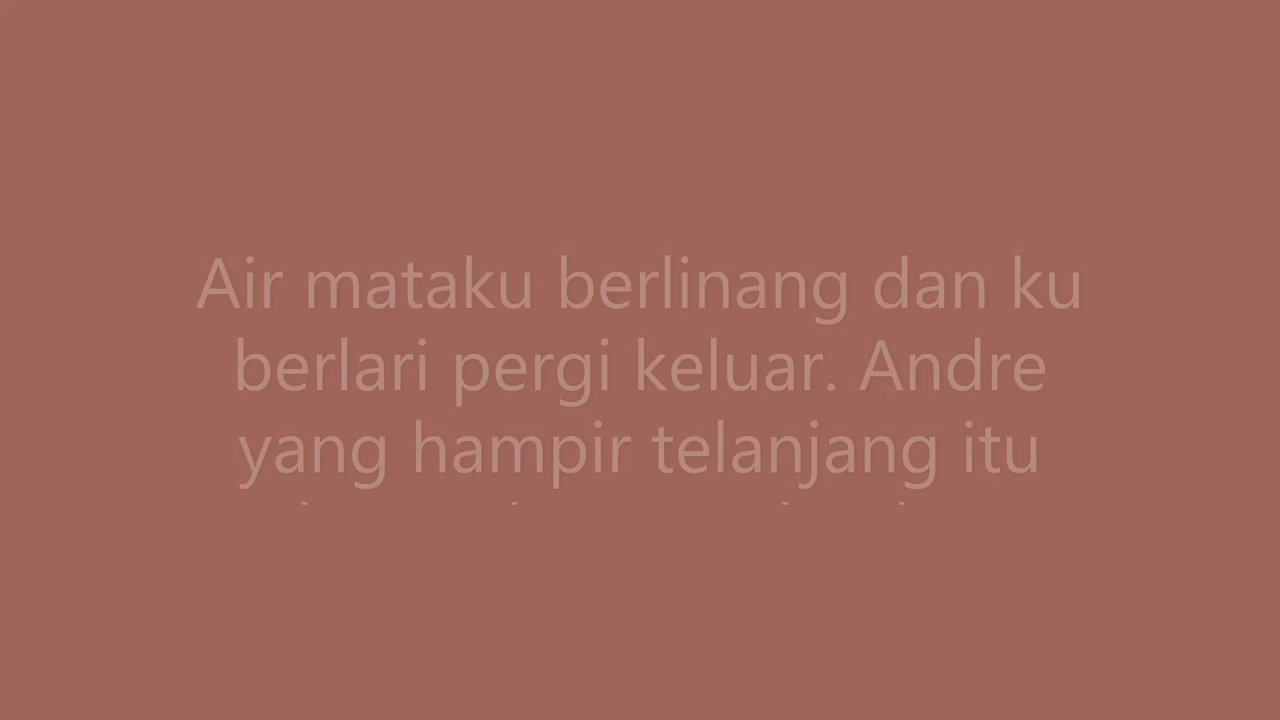 Air mataku berlinang dan ku
berlari pergi keluar. Andre
yang hampir telanjang itu